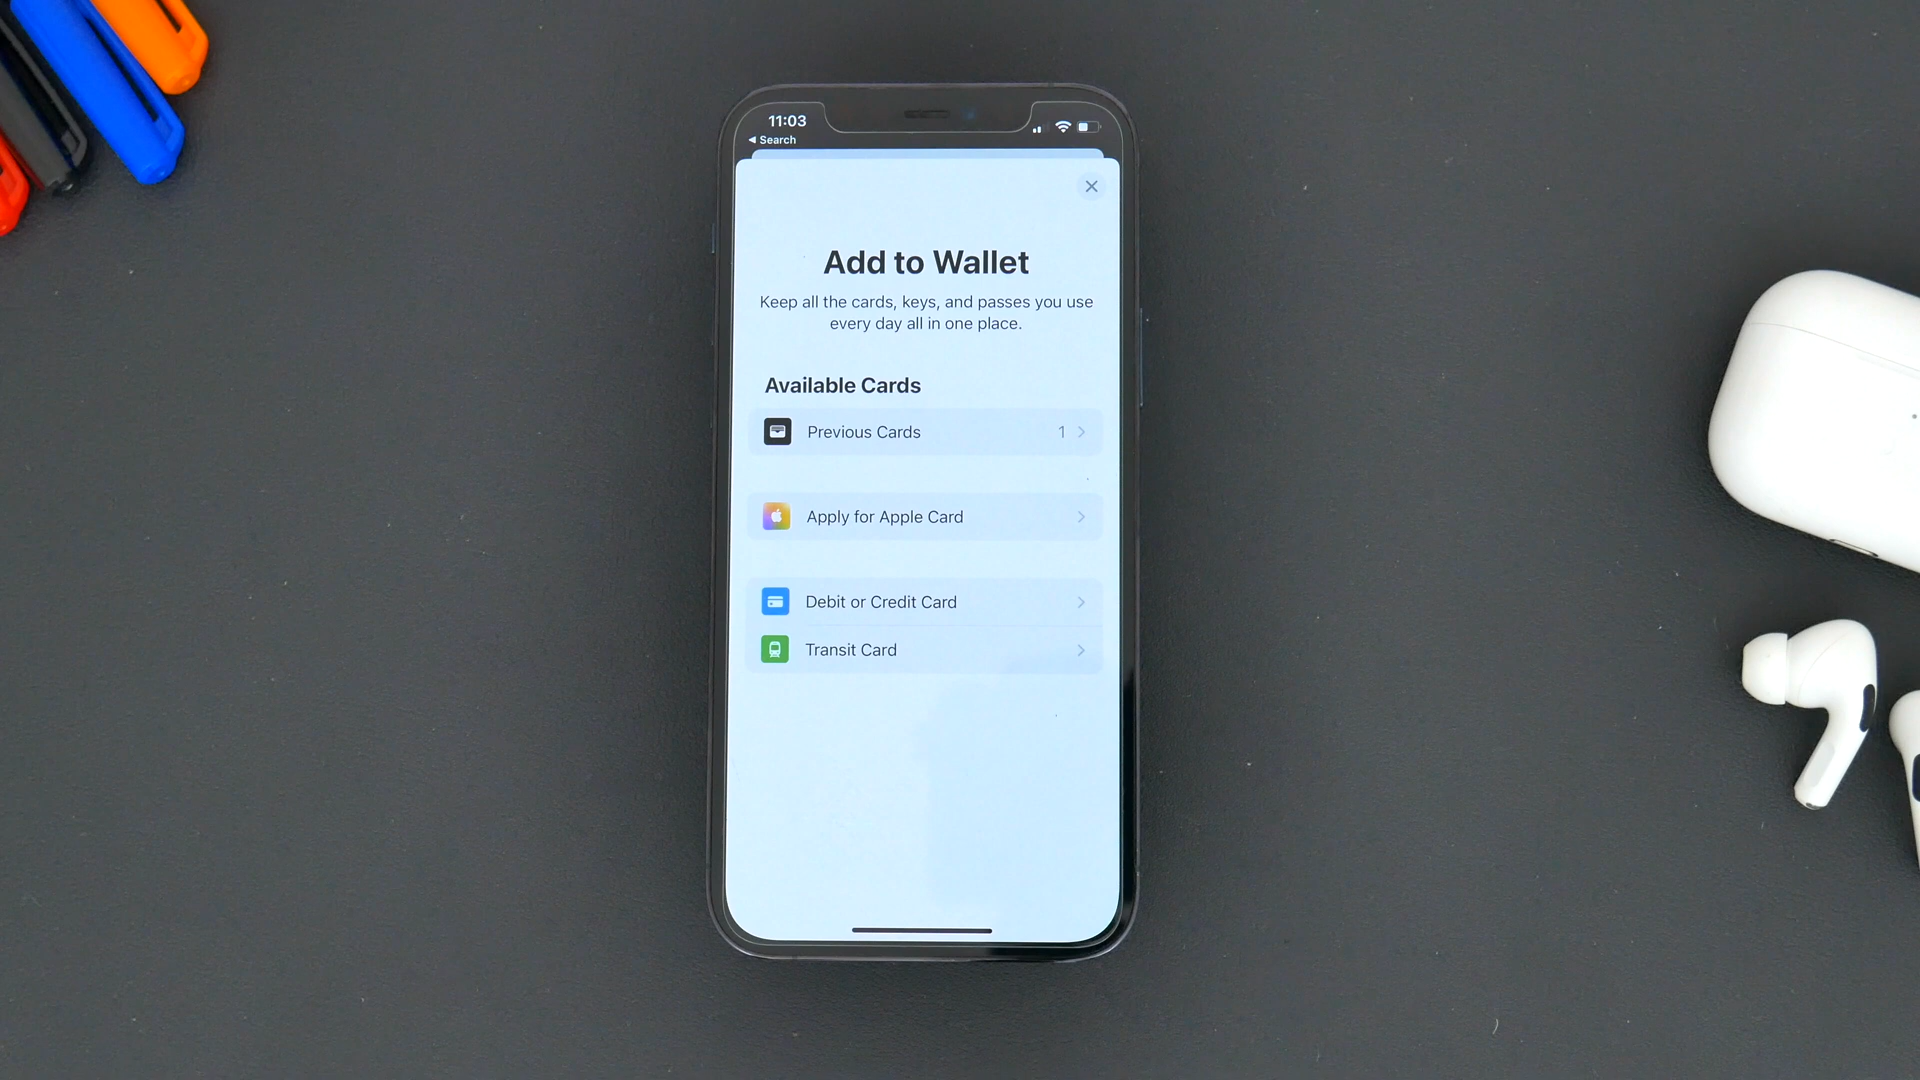 11:03
◀ Search
Add to Wallet
Keep all the cards, keys, and passes you use
every day all in one place.
Available Cards
Previous Cards 1
Apply for Apple Card
Debit or Credit Card
Transit Card